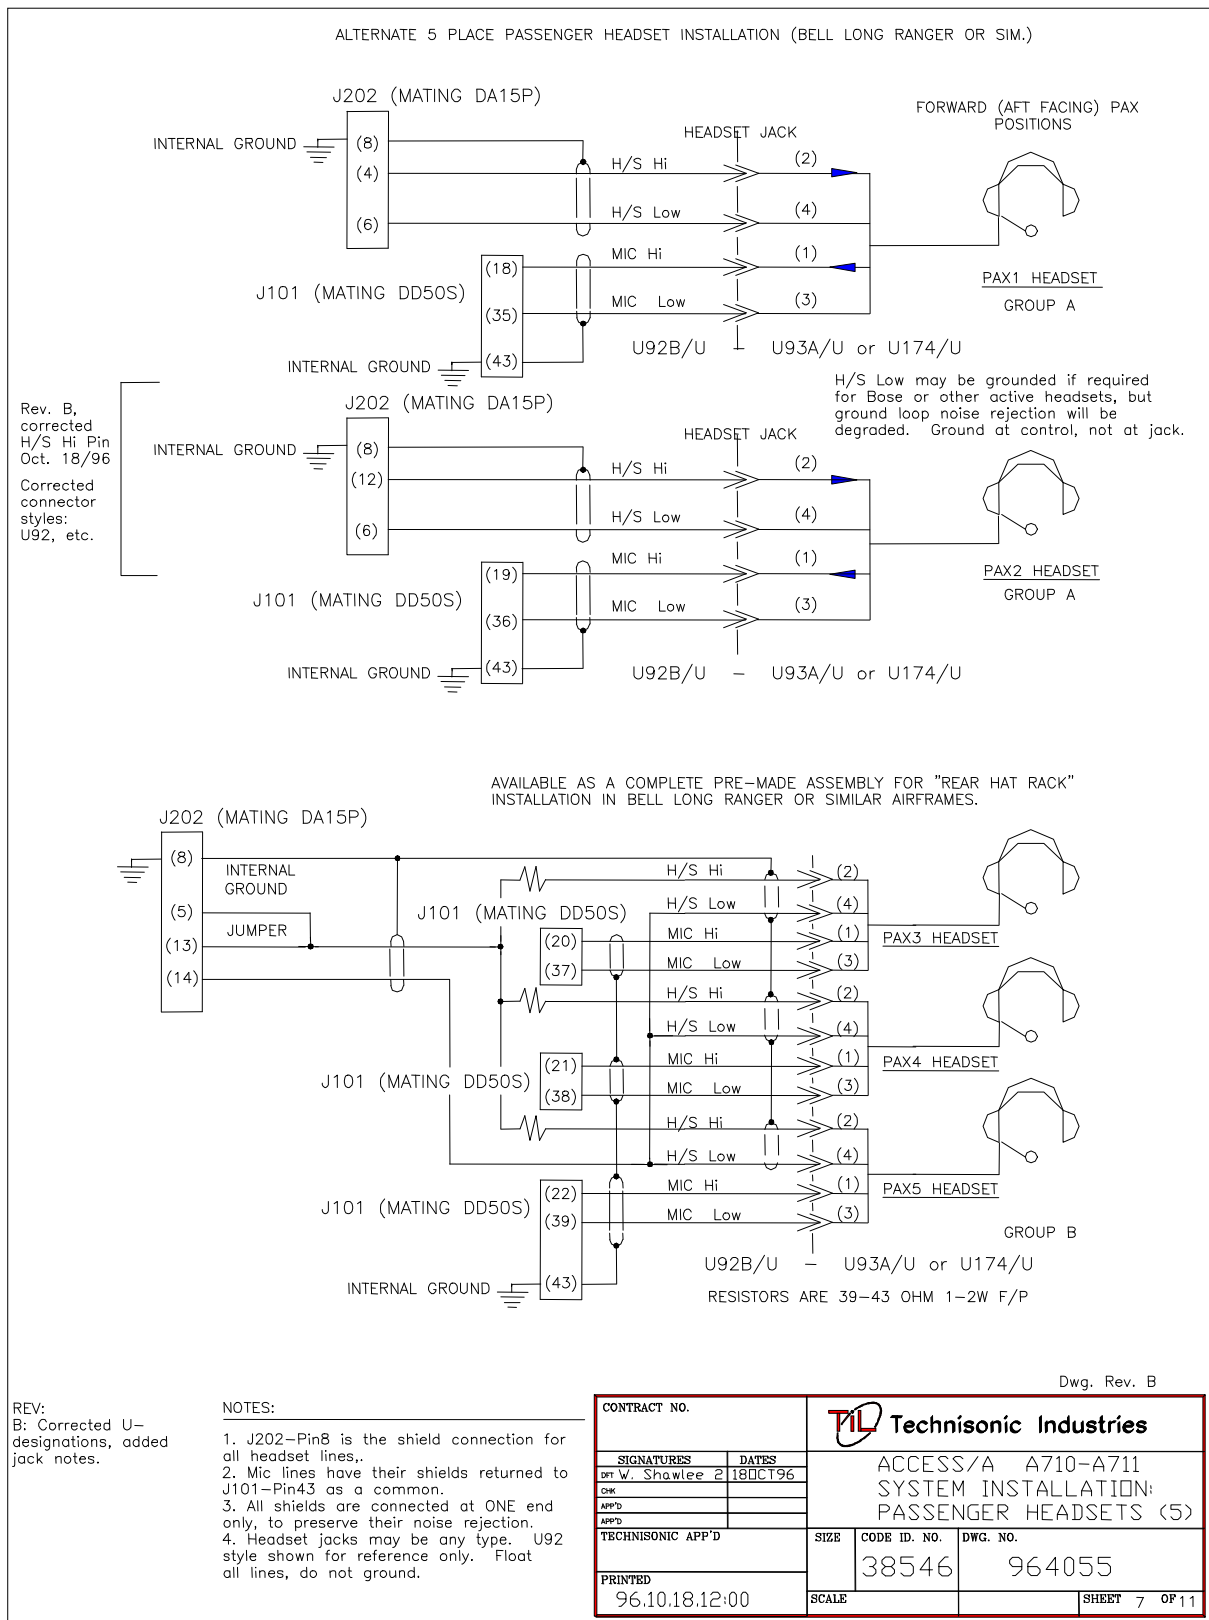 ALTERNATE 5 PLACE PASSENGER HEADSET INSTALLATION (BELL LONG RANGER OR SIM.)
J202 (MATING DA15P)
FORWARD (AFT FACING) PAX
POSITIONS
INTERNAL GROUND
(8)
HEADSET JACK
(4)
H/S Hi
(2)
(6)
H/S Low
(4)
J101 (MATING DD50S)
(18)
MIC Hi
(1)
(35)
MIC Low
(3)
PAX1 HEADSET
GROUP A
INTERNAL GROUND
(43)
U92B/U – U93A/U or U174/U
H/S Low may be grounded if required
for Bose or other active headsets, but
ground loop noise rejection will be
degraded. Ground at control, not at jack.
Rev. B,
corrected
H/S Hi Pin
Oct. 18/96
Corrected
connector
styles:
U92, etc.
J202 (MATING DA15P)
INTERNAL GROUND
(8)
HEADSET JACK
(12)
H/S Hi
(2)
(6)
H/S Low
(4)
J101 (MATING DD50S)
(19)
MIC Hi
(1)
(36)
MIC Low
(3)
PAX2 HEADSET
GROUP A
INTERNAL GROUND
(43)
U92B/U – U93A/U or U174/U
AVAILABLE AS A COMPLETE PRE-MADE ASSEMBLY FOR "REAR HAT RACK"
INSTALLATION IN BELL LONG RANGER OR SIMILAR AIRFRAMES.
J202 (MATING DA15P)
(8)
INTERNAL
GROUND
(5)
JUMPER
(13)
(14)
H/S Hi
(2)
H/S Low
(4)
J101 (MATING DD50S)
(20)
MIC Hi
(1)
(37)
MIC Low
(3)
PAX3 HEADSET
H/S Hi
(2)
H/S Low
(4)
J101 (MATING DD50S)
(21)
MIC Hi
(1)
(38)
MIC Low
(3)
PAX4 HEADSET
H/S Hi
(2)
H/S Low
(4)
J101 (MATING DD50S)
(22)
MIC Hi
(1)
(39)
MIC Low
(3)
PAX5 HEADSET
GROUP B
INTERNAL GROUND
(43)
U92B/U – U93A/U or U174/U
RESISTORS ARE 39-43 OHM 1-2W F/P
Dwg. Rev. B
REV:
B: Corrected U-
designations, added
jack notes.
NOTES:
1. J202-Pin8 is the shield connection for
all headset lines,.
2. Mic lines have their shields returned to
J101-Pin43 as a common.
3. All shields are connected at ONE end
only, to preserve their noise rejection.
4. Headset jacks may be any type. U92
style shown for reference only. Float
all lines, do not ground.
CONTRACT NO.
SIGNATURES DATES
DFT W. Shawlee 2 18OCT96
CHK
APP'D
APP'D
TECHNISONIC APP'D
PRINTED
96.10.18.12:00
TiL Technisonic Industries
ACCESS/A A710-A711
SYSTEM INSTALLATION:
PASSENGER HEADSETS (5)
SIZE CODE ID. NO. DWG. NO.
38546 964055
SCALE SHEET 7 OF 11